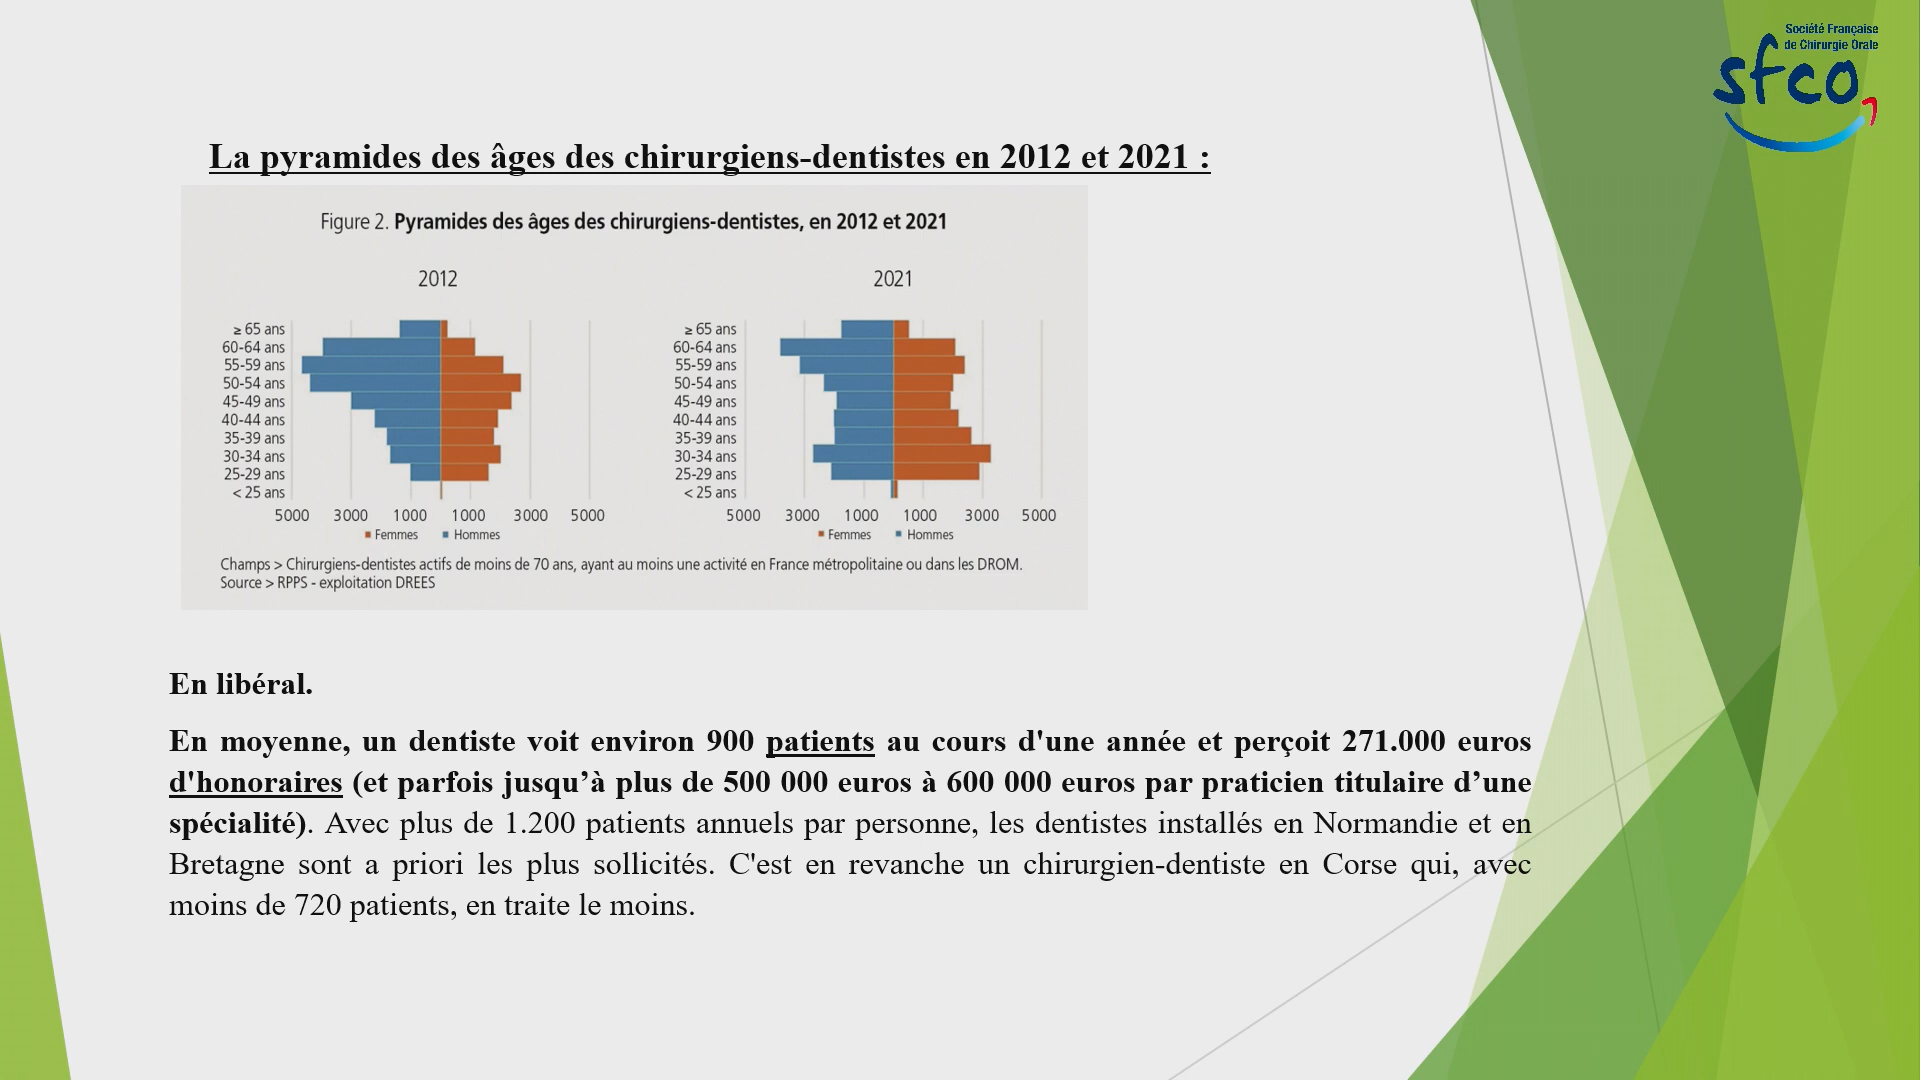 Société Française
de Chirurgie Orale
sfco
La pyramides des âges des chirurgiens-dentistes en 2012 et 2021 :
Figure 2. Pyramides des âges des chirurgiens-dentistes, en 2012 et 2021
2012
≥ 65 ans
60-64 ans
55-59 ans
50-54 ans
45-49 ans
40-44 ans
35-39 ans
30-34 ans
25-29 ans
< 25 ans
5000 3000 1000 1000 3000 5000
Femmes Hommes
2021
≥ 65 ans
60-64 ans
55-59 ans
50-54 ans
45-49 ans
40-44 ans
35-39 ans
30-34 ans
25-29 ans
< 25 ans
5000 3000 1000 1000 3000 5000
Femmes Hommes
Champs > Chirurgiens-dentistes actifs de moins de 70 ans, ayant au moins une activité en France métropolitaine ou dans les DROM.
Source > RPPS - exploitation DREES
En libéral.
En moyenne, un dentiste voit environ 900 patients au cours d'une année et perçoit 271.000 euros
d'honoraires (et parfois jusqu’à plus de 500 000 euros à 600 000 euros par praticien titulaire d’une
spécialité). Avec plus de 1.200 patients annuels par personne, les dentistes installés en Normandie et en
Bretagne sont a priori les plus sollicités. C'est en revanche un chirurgien-dentiste en Corse qui, avec
moins de 720 patients, en traite le moins.